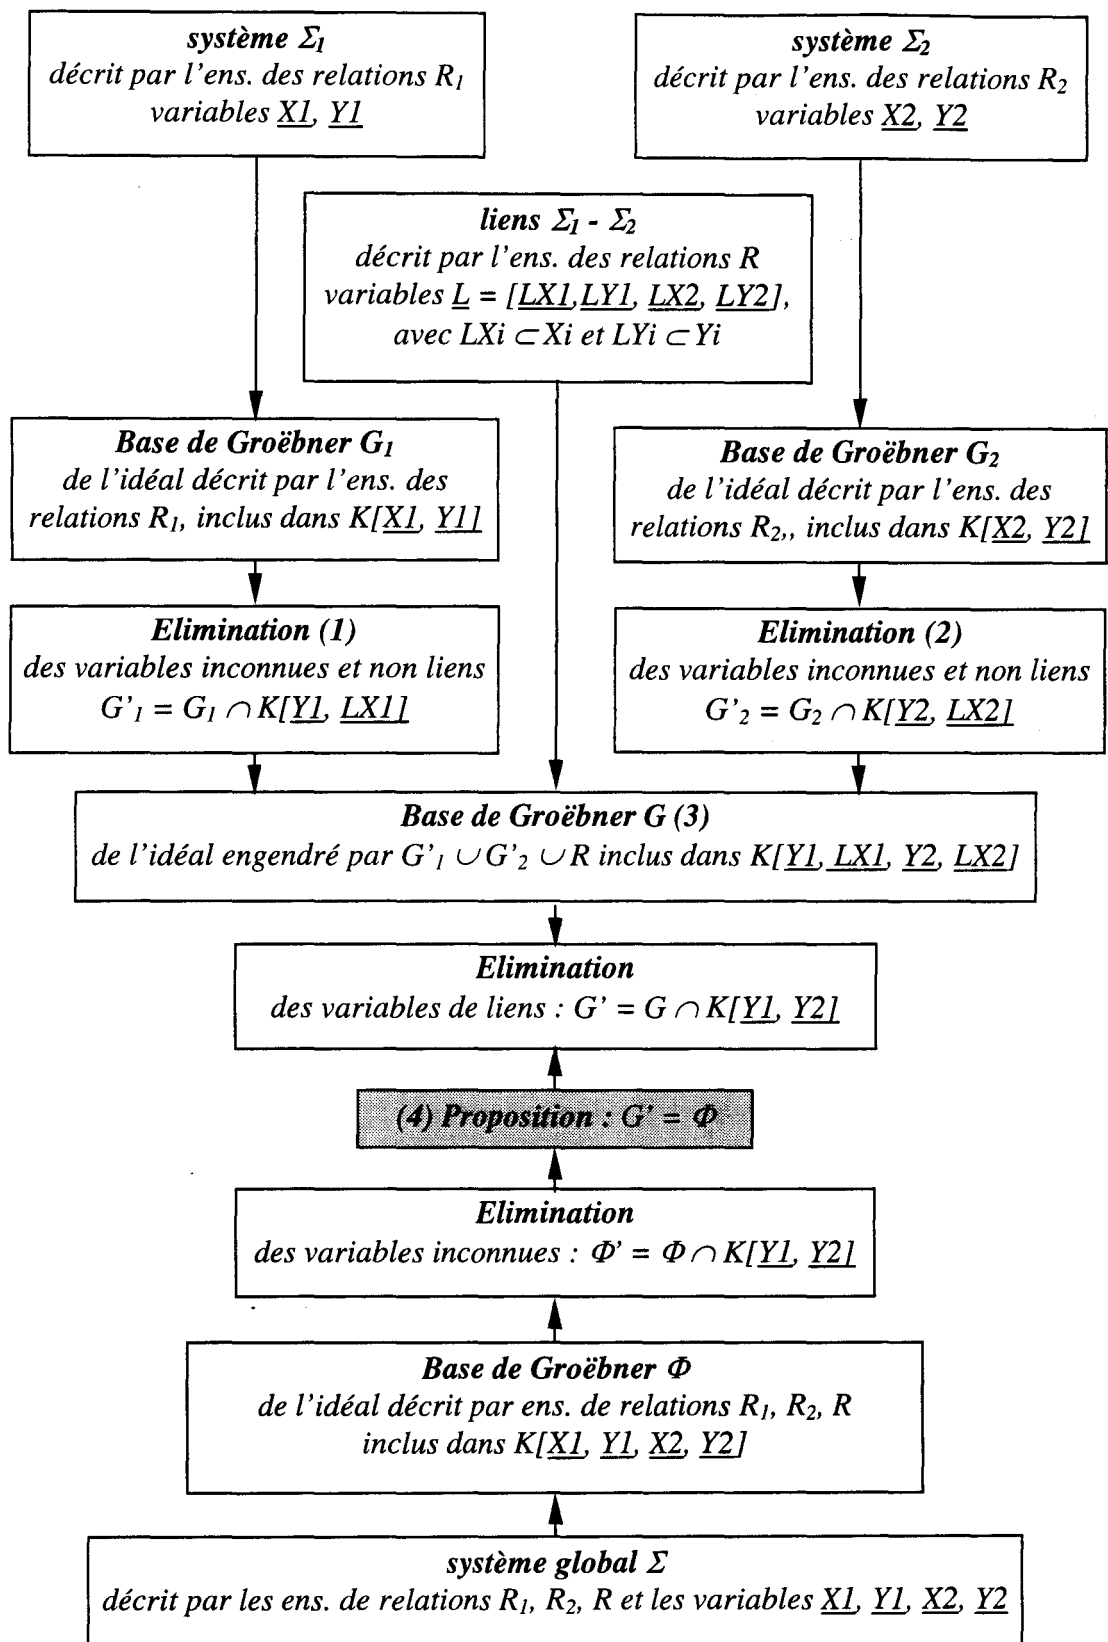 système Σ1
décrit par l'ens. des relations R1
variables X1, Y1
système Σ2
décrit par l'ens. des relations R2
variables X2, Y2
liens Σ1 - Σ2
décrit par l'ens. des relations R
variables L = [LX1,LY1, LX2, LY2],
avec LXi ⊂ Xi et LYi ⊂ Yi
Base de Groëbner G1
de l'idéal décrit par l'ens. des
relations R1, inclus dans K[X1, Y1]
Base de Groëbner G2
de l'idéal décrit par l'ens. des
relations R2,, inclus dans K[X2, Y2]
Elimination (1)
des variables inconnues et non liens
G'1 = G1 ∩ K[Y1, LX1]
Elimination (2)
des variables inconnues et non liens
G'2 = G2 ∩ K[Y2, LX2]
Base de Groëbner G (3)
de l'idéal engendré par G'1 ∪ G'2 ∪ R inclus dans K[Y1, LX1, Y2, LX2]
Elimination
des variables de liens : G' = G ∩ K[Y1, Y2]
(4) Proposition : G' = Φ
Elimination
des variables inconnues : Φ' = Φ ∩ K[Y1, Y2]
Base de Groëbner Φ
de l'idéal décrit par ens. de relations R1, R2, R
inclus dans K[X1, Y1, X2, Y2]
système global Σ
décrit par les ens. de relations R1, R2, R et les variables X1, Y1, X2, Y2